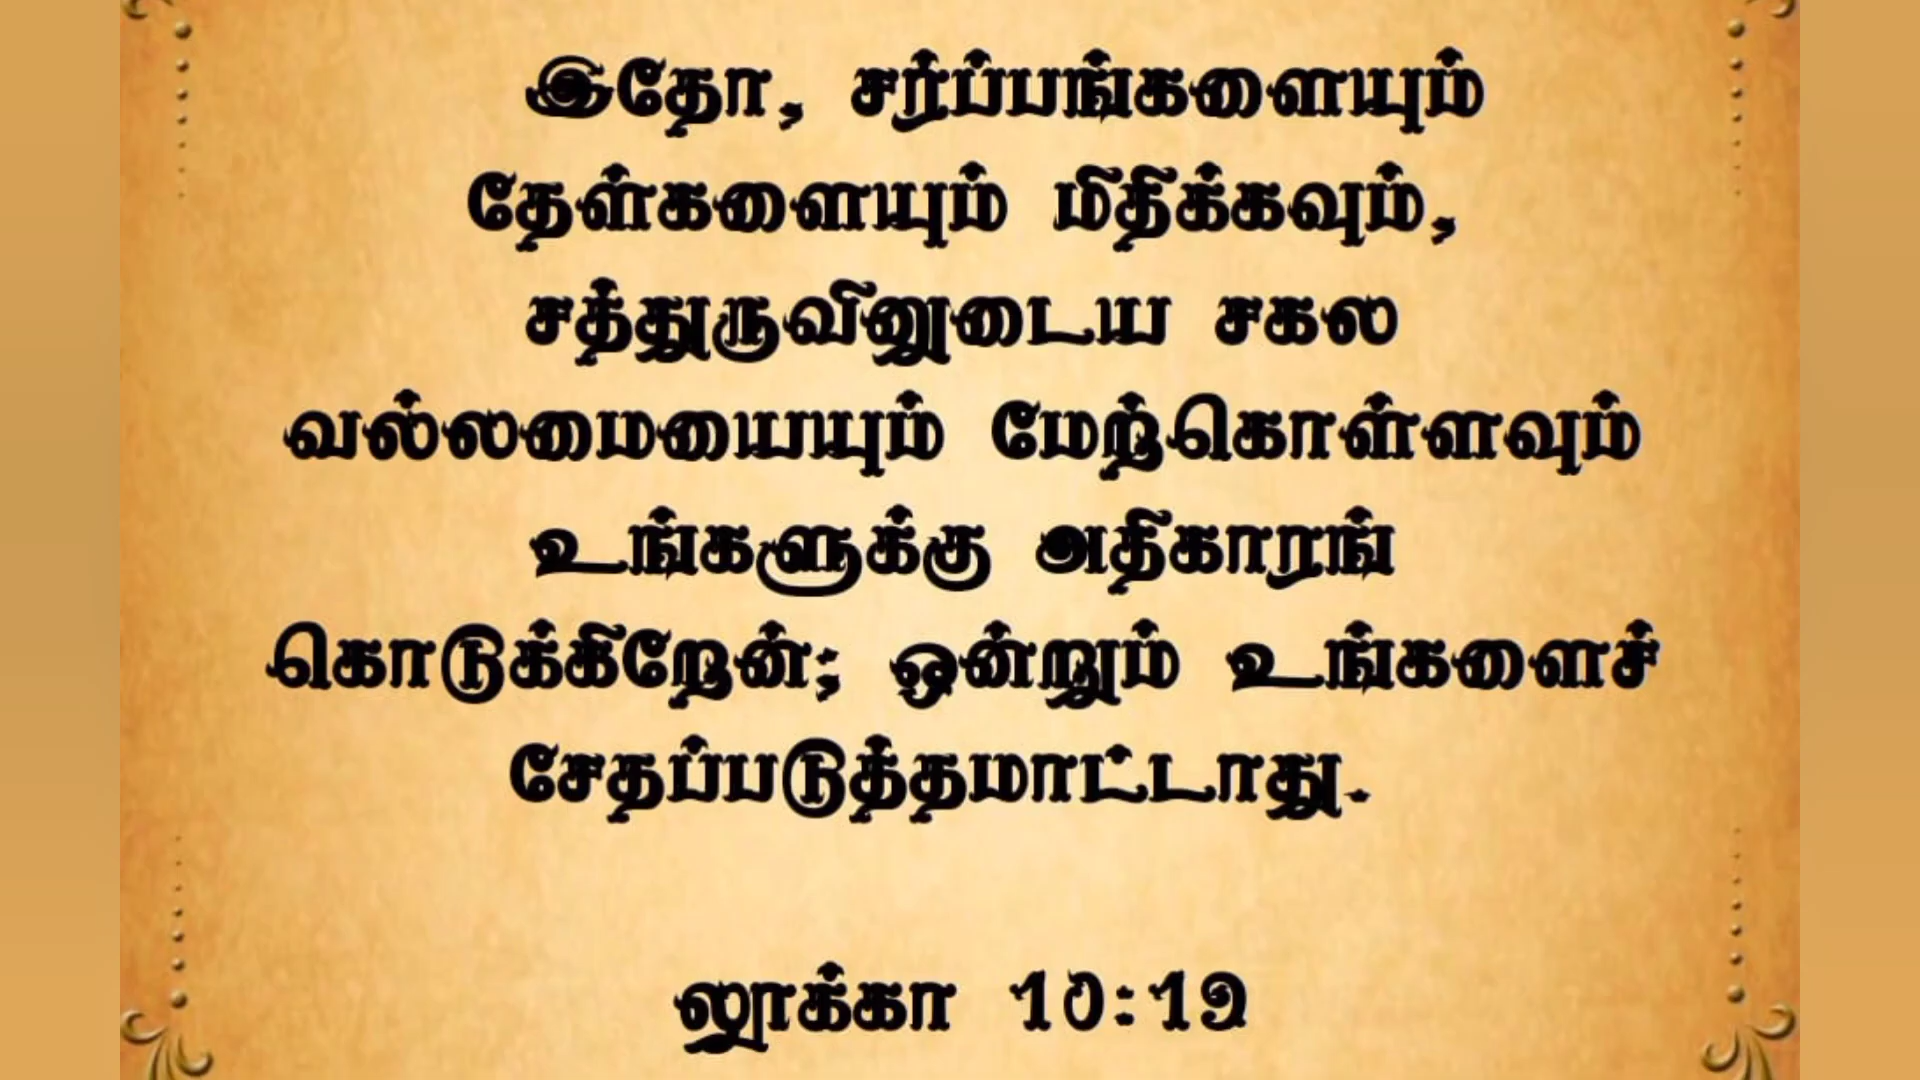 இதோ, சர்ப்பங்களையும்
தேள்களையும் மிதிக்கவும்,
சத்துருவினுடைய சகல
வல்லமையையும் மேற்கொள்ளவும்
உங்களுக்கு அதிகாரங்
கொடுக்கிறேன்; ஒன்றும் உங்களைச்
சேதப்படுத்தமாட்டாது.
லூக்கா 10:19